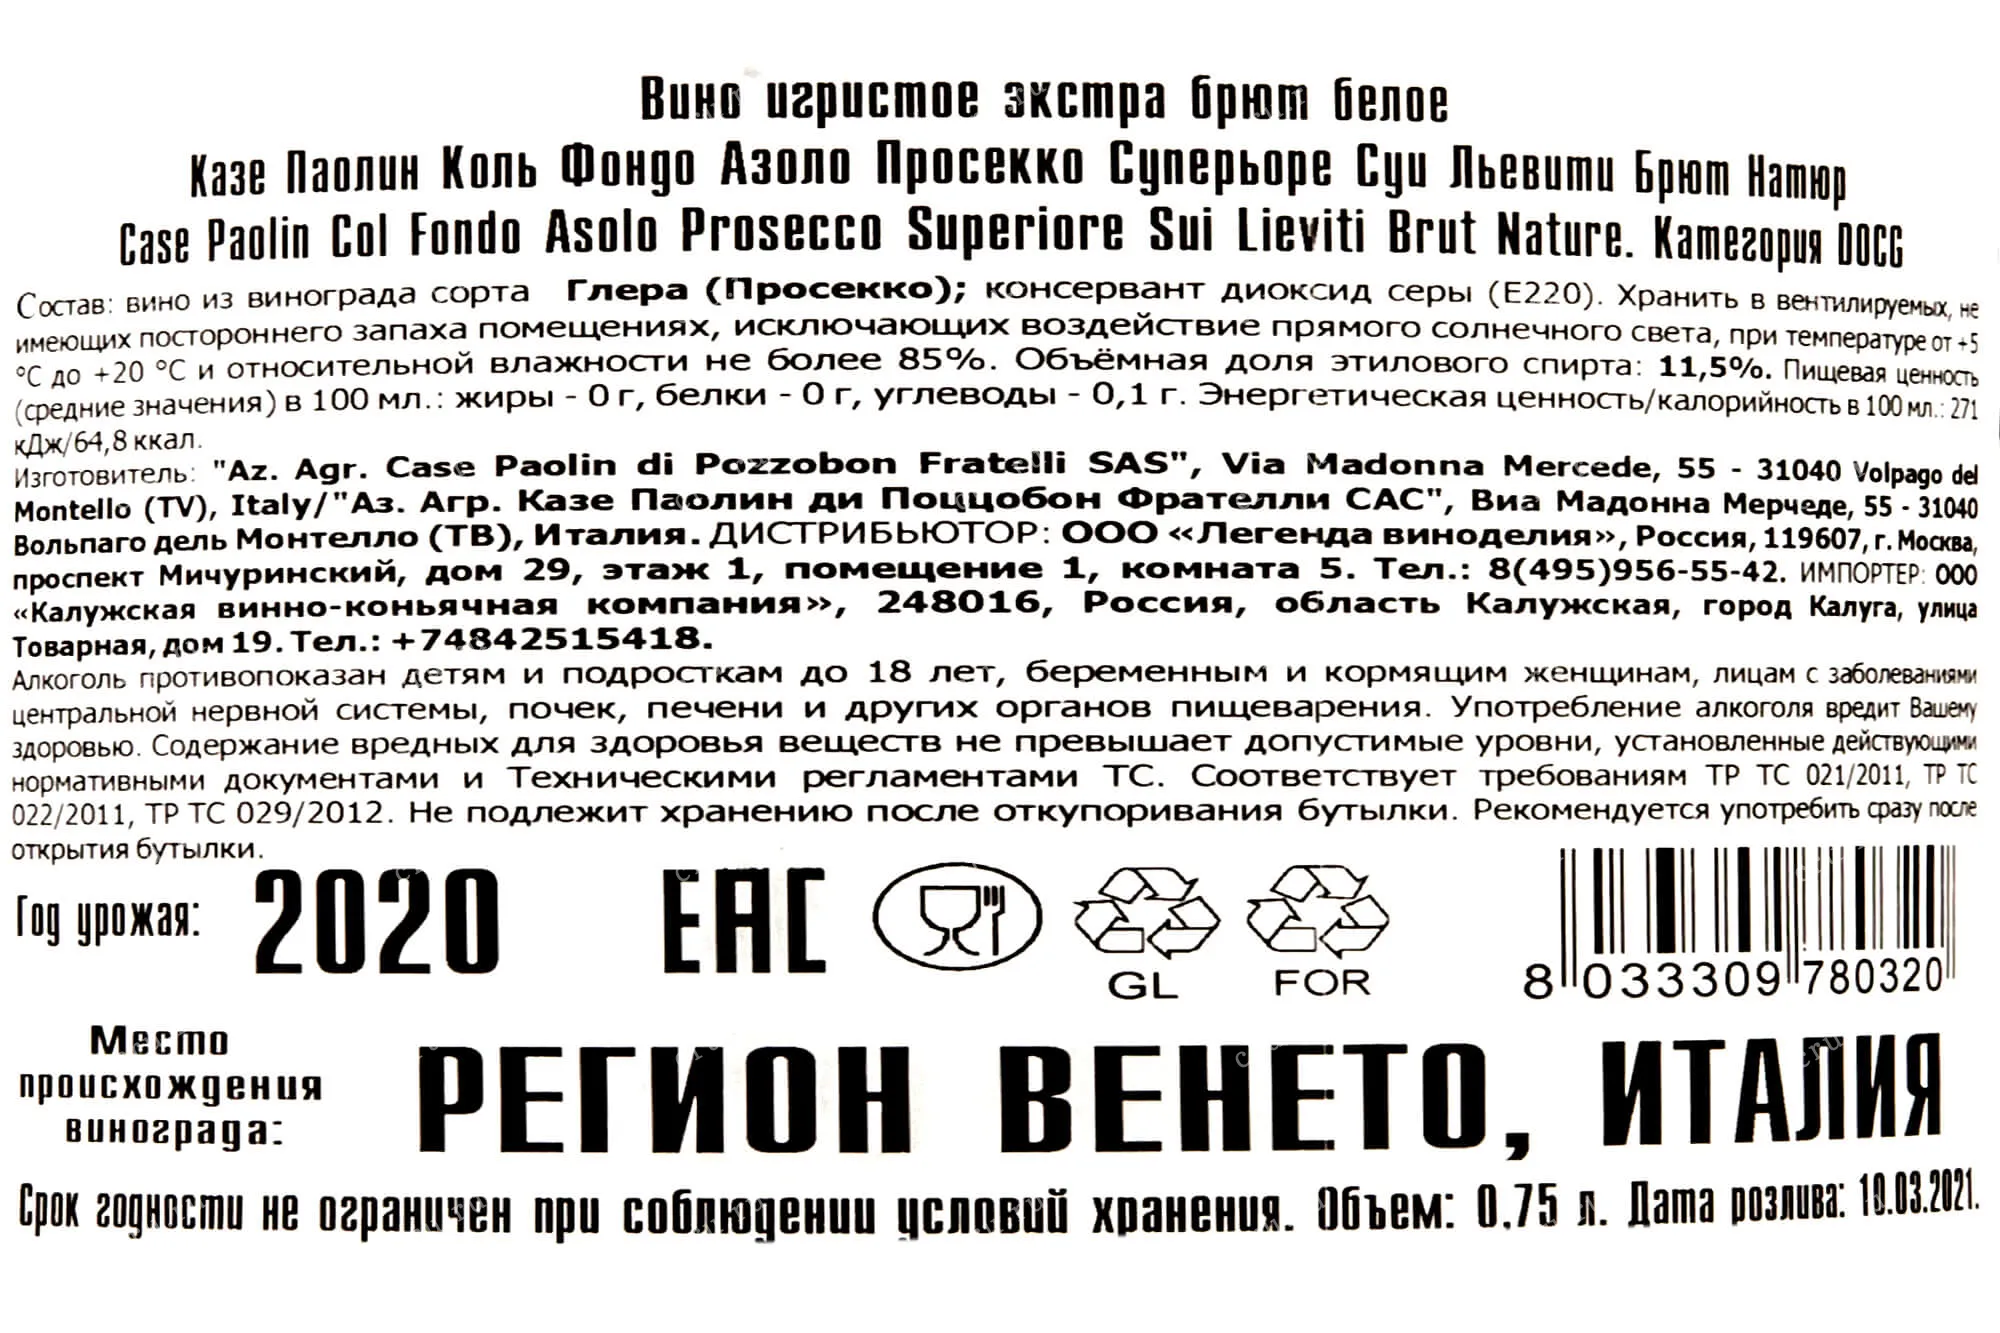 Вино игристое экстра брют белое
Казе Паолин Коль Фондо Азоло Просекко Суперьоре Суи Льевити Брют Натюр
Case Paolin Col Fondo Asolo Prosecco Superiore Sui Lieviti Brut Nature. Категория DOCG
Состав: вино из винограда сорта Глера (Просекко); консервант диоксид серы (Е220). Хранить в вентилируемых, не
имеющих постороннего запаха помещениях, исключающих воздействие прямого солнечного света, при температуре от +5
°С до +20 °С и относительной влажности не более 85%. Объёмная доля этилового спирта: 11,5%. Пищевая ценность
(средние значения) в 100 мл.: жиры - 0 г, белки - 0 г, углеводы - 0,1 г. Энергетическая ценность/калорийность в 100 мл.: 271
кДж/64,8 ккал.
Изготовитель: "Az. Agr. Case Paolin di Pozzobon Fratelli SAS", Via Madonna Mercede, 55 - 31040 Volpago del
Montello (TV), Italy/"Аз. Агр. Казе Паолин ди Поццобон Фрателли САС", Виа Мадонна Мерчеде, 55 - 31040
Вольпаго дель Монтелло (ТВ), Италия. ДИСТРИБЬЮТОР: ООО «Легенда виноделия», Россия, 119607, г. Москва,
проспект Мичуринский, дом 29, этаж 1, помещение 1, комната 5. Тел.: 8(495)956-55-42. ИМПОРТЕР: ООО
«Калужская винно-коньячная компания», 248016, Россия, область Калужская, город Калуга, улица
Товарная, дом 19. Тел.: +74842515418.
Алкоголь противопоказан детям и подросткам до 18 лет, беременным и кормящим женщинам, лицам с заболеваниями
центральной нервной системы, почек, печени и других органов пищеварения. Употребление алкоголя вредит Вашему
здоровью. Содержание вредных для здоровья веществ не превышает допустимые уровни, установленные действующими
нормативными документами и Техническими регламентами ТС. Соответствует требованиям ТР ТС 021/2011, ТР ТС
022/2011, ТР ТС 029/2012. Не подлежит хранению после откупоривания бутылки. Рекомендуется употребить сразу после
открытия бутылки.
Год урожая: 2020 EAC
GL FOR 8 033309 780320
Место
происхождения
винограда:
РЕГИОН ВЕНЕТО, ИТАЛИЯ
Срок годности не ограничен при соблюдении условий хранения. Объем: 0.75 л. Дата розлива: 10.03.2021.